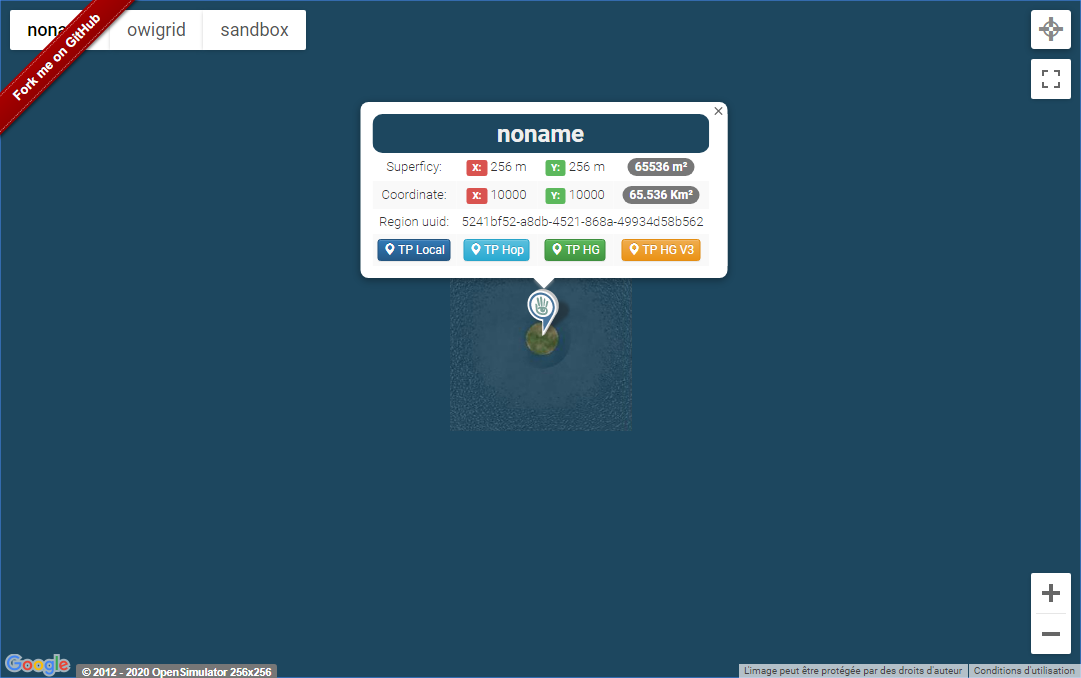 noname owigrid sandbox
Fork me on GitHub
×
noname
Superficy: X: 256 m Y: 256 m 65536 m²
Coordinate: X: 10000 Y: 10000 65.536 Km²
Region uuid: 5241bf52-a8db-4521-868a-49934d58b562
TP Local TP Hop TP HG TP HG V3
+
−
Google © 2012 - 2020 OpenSimulator 256x256 L'image peut être protégée par des droits d'auteur Conditions d'utilisation